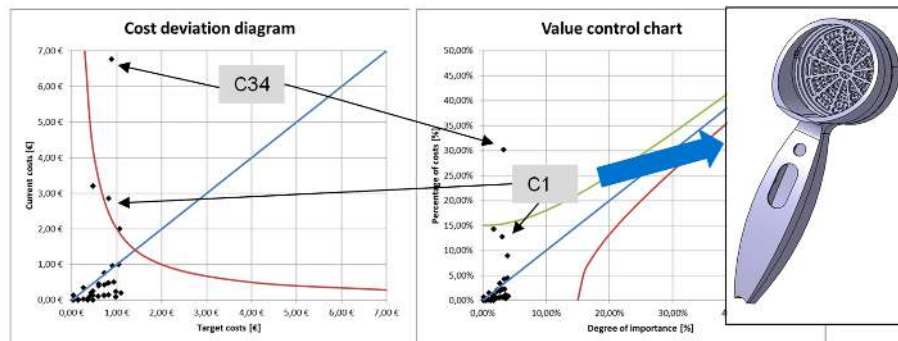 Cost deviation diagram
7,00 €
6,00 €
5,00 €
4,00 €
3,00 €
2,00 €
1,00 €
0,00 €
Current costs [€]
0,00 € 1,00 € 2,00 € 3,00 € 4,00 € 5,00 € 6,00 € 7,00 €
Target costs [€]
C34
C1
Value control chart
50,00%
45,00%
40,00%
35,00%
30,00%
25,00%
20,00%
15,00%
10,00%
5,00%
0,00%
Percentage of costs [%]
0,00% 10,00% 20,00% 30,00%
Degree of importance [%]